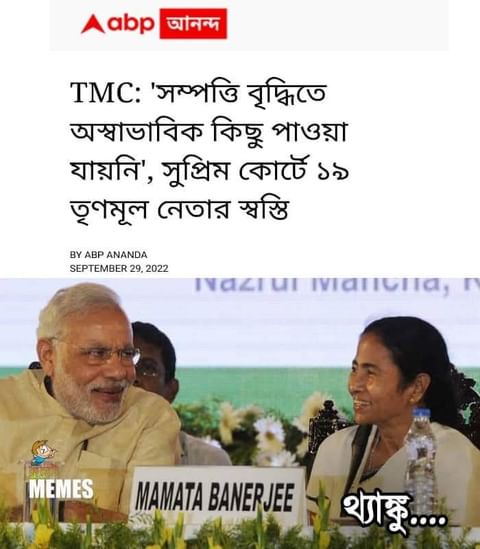 abp আনন্দ
TMC: 'সম্পত্তি বৃদ্ধিতে
অস্বাভাবিক কিছু পাওয়া
যায়নি', সুপ্রিম কোর্টে ১৯
তৃণমূল নেতার স্বস্তি
BY ABP ANANDA
SEPTEMBER 29, 2022
Nazrul Mancha,
MEMES
MAMATA BANERJEE
থ্যাঙ্কু....